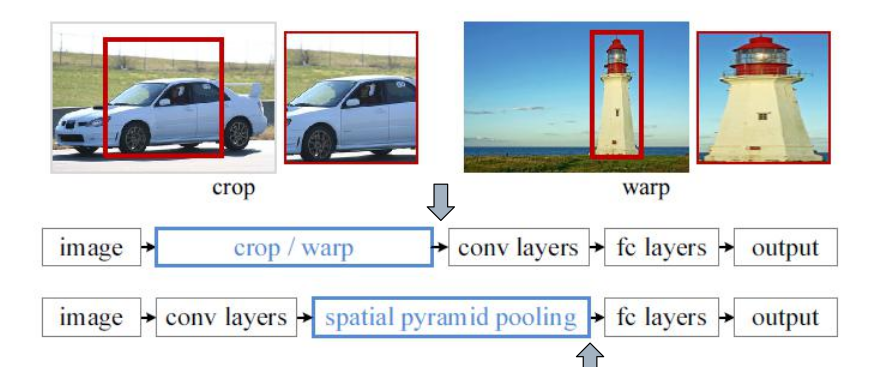 crop warp
image crop / warp conv layers fc layers output
image conv layers spatial pyramid pooling fc layers output